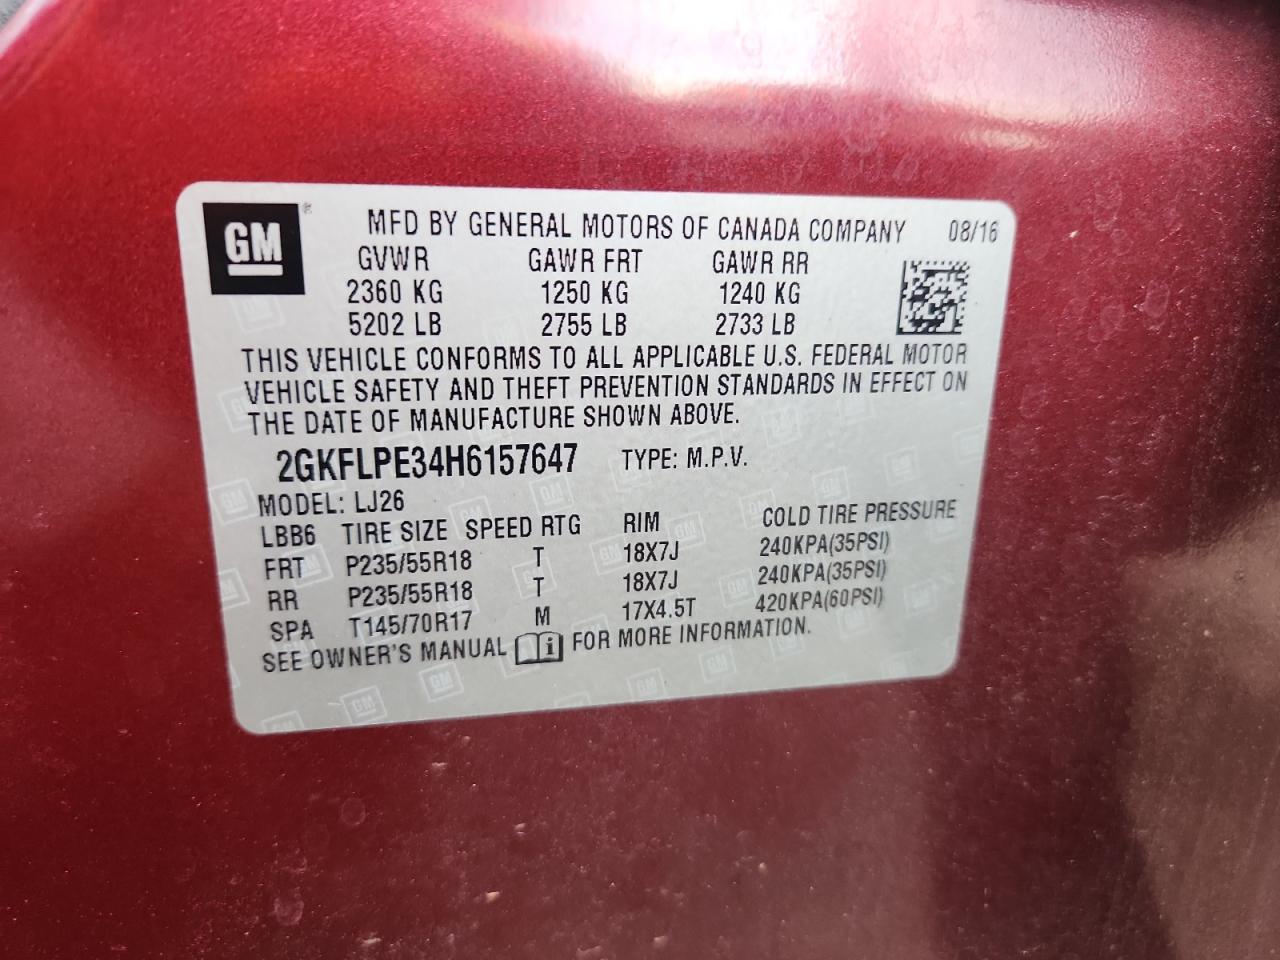 GM ® MFD BY GENERAL MOTORS OF CANADA COMPANY 08/16
GVWR GAWR FRT GAWR RR
2360 KG 1250 KG 1240 KG
5202 LB 2755 LB 2733 LB
THIS VEHICLE CONFORMS TO ALL APPLICABLE U.S. FEDERAL MOTOR
VEHICLE SAFETY AND THEFT PREVENTION STANDARDS IN EFFECT ON
THE DATE OF MANUFACTURE SHOWN ABOVE.
2GKFLPE34H6157647 TYPE: M.P.V.
MODEL: LJ26
LBB6 TIRE SIZE SPEED RTG RIM COLD TIRE PRESSURE
FRT P235/55R18 T 18X7J 240KPA(35PSI)
RR P235/55R18 T 18X7J 240KPA(35PSI)
SPA T145/70R17 M 17X4.5T 420KPA(60PSI)
SEE OWNER'S MANUAL i FOR MORE INFORMATION.